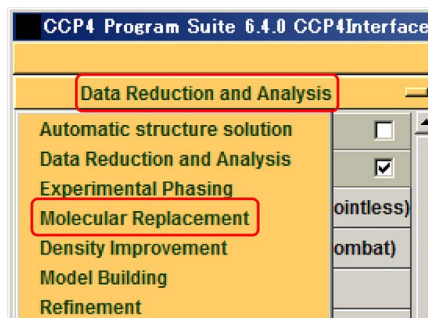 CCP4 Program Suite 6.4.0 CCP4Interface
Data Reduction and Analysis
Automatic structure solution
Data Reduction and Analysis
Experimental Phasing
Molecular Replacement
ointless)
Density Improvement
ombat)
Model Building
Refinement